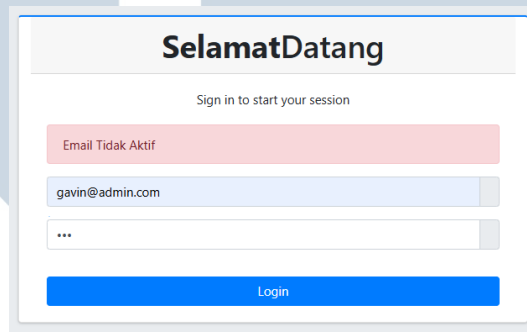 SelamatDatang
Sign in to start your session
Email Tidak Aktif
gavin@admin.com
•••
Login